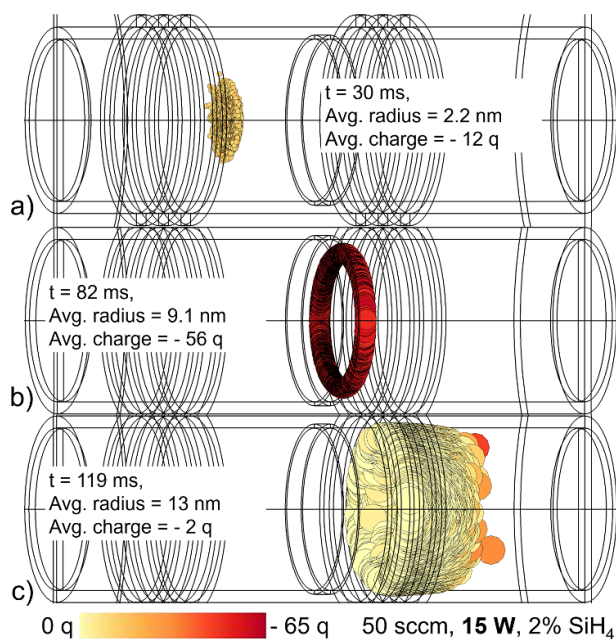 t = 30 ms,
Avg. radius = 2.2 nm
Avg. charge = - 12 q
a)
t = 82 ms,
Avg. radius = 9.1 nm
Avg. charge = - 56 q
b)
t = 119 ms,
Avg. radius = 13 nm
Avg. charge = - 2 q
c)
0 q - 65 q 50 sccm, 15 W, 2% SiH₄